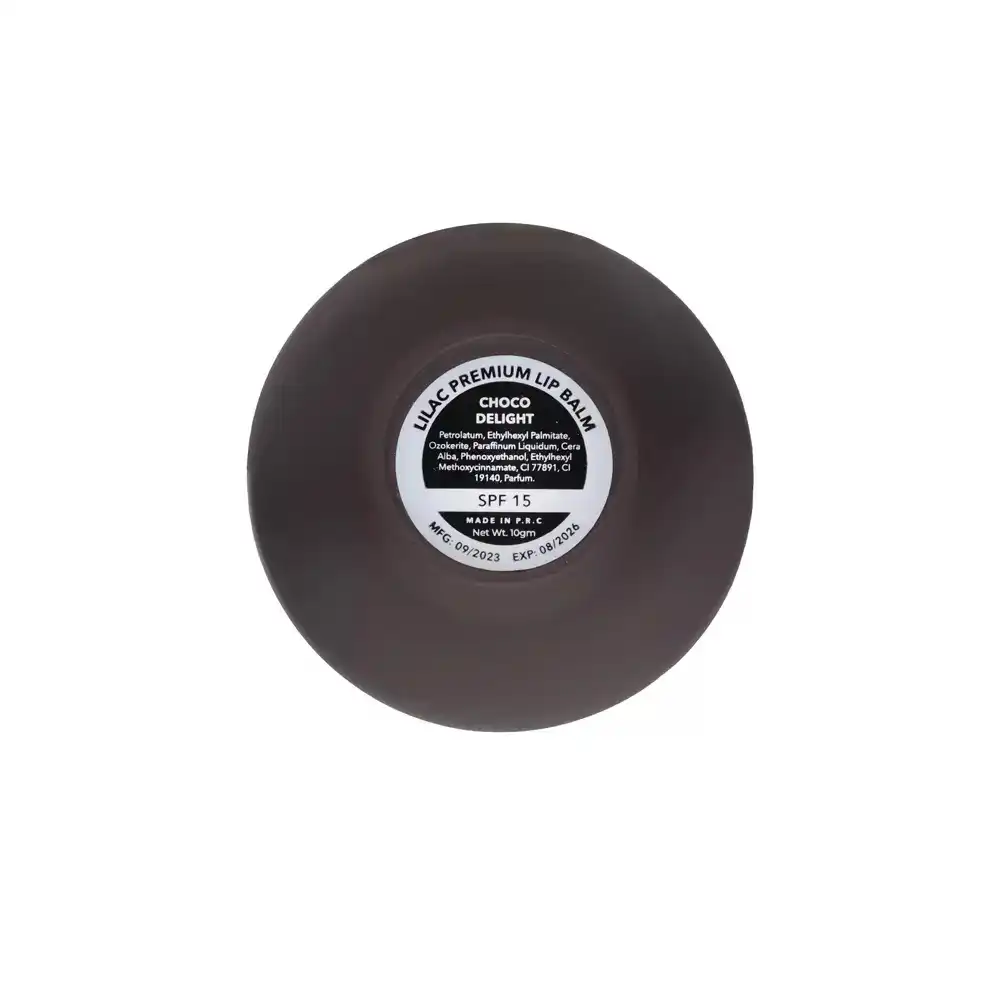 LILAC PREMIUM LIP BALM
CHOCO
DELIGHT
Petrolatum, Ethylhexyl Palmitate,
Ozokerite, Paraffinum Liquidum, Cera
Alba, Phenoxyethanol, Ethylhexyl
Methoxycinnamate, CI 77891, CI
19140, Parfum.
SPF 15
MADE IN P.R.C
Net Wt. 10gm
MFG: 09/2023 EXP: 08/2026